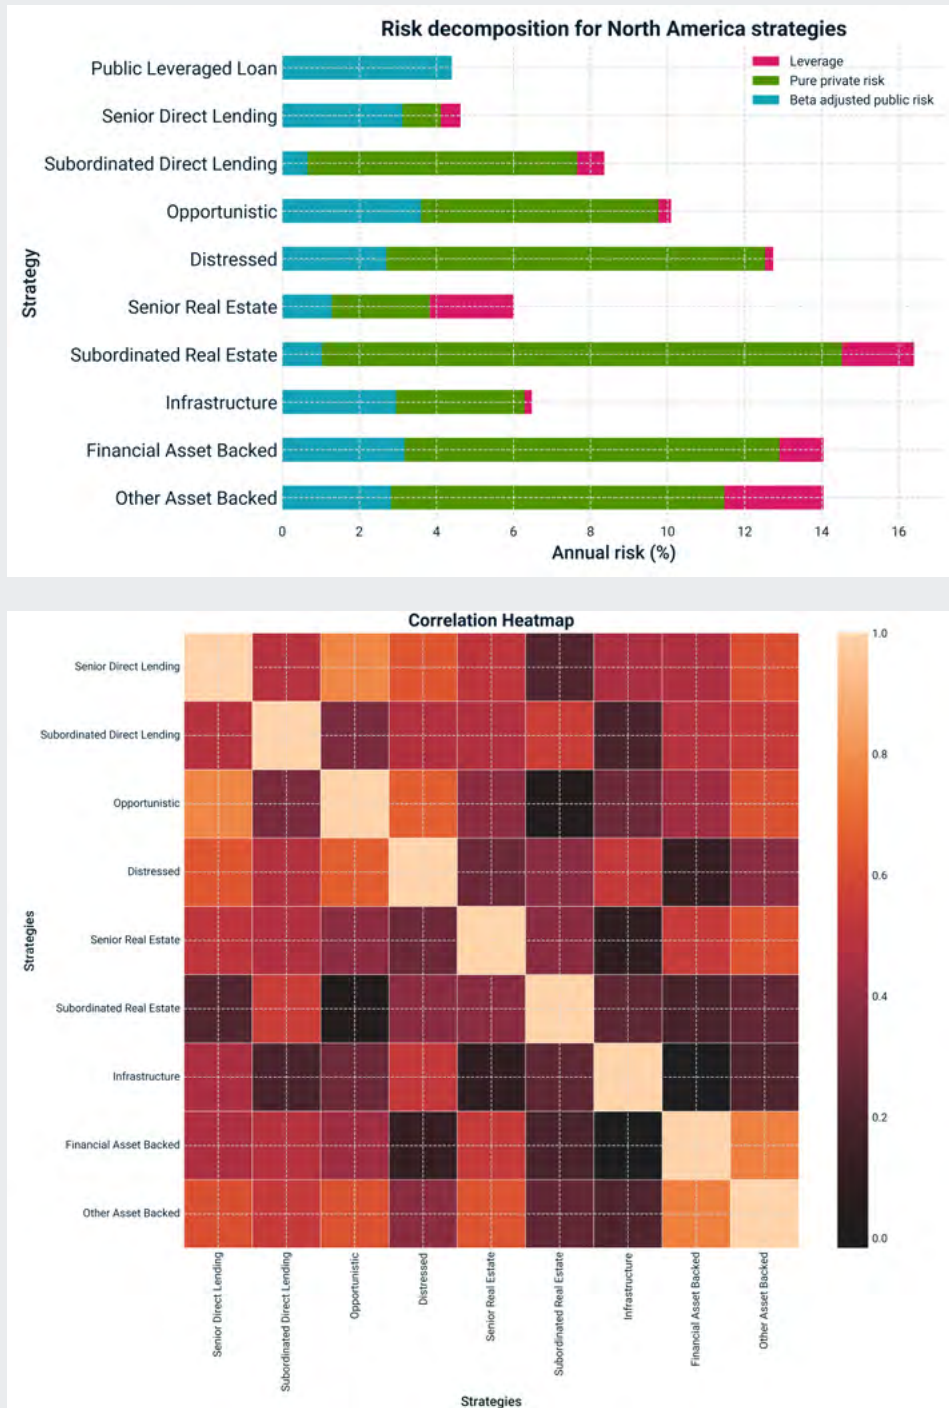 Risk decomposition for North America strategies
Leverage
Pure private risk
Beta adjusted public risk
Strategy
Public Leveraged Loan
Senior Direct Lending
Subordinated Direct Lending
Opportunistic
Distressed
Senior Real Estate
Subordinated Real Estate
Infrastructure
Financial Asset Backed
Other Asset Backed
0 2 4 6 8 10 12 14 16
Annual risk (%)
Correlation Heatmap
Strategies
Senior Direct Lending
Subordinated Direct Lending
Opportunistic
Distressed
Senior Real Estate
Subordinated Real Estate
Infrastructure
Financial Asset Backed
Other Asset Backed
1.0
0.8
0.6
0.4
0.2
0.0
Senior Direct Lending
Subordinated Direct Lending
Opportunistic
Distressed
Senior Real Estate
Subordinated Real Estate
Infrastructure
Financial Asset Backed
Other Asset Backed
Strategies